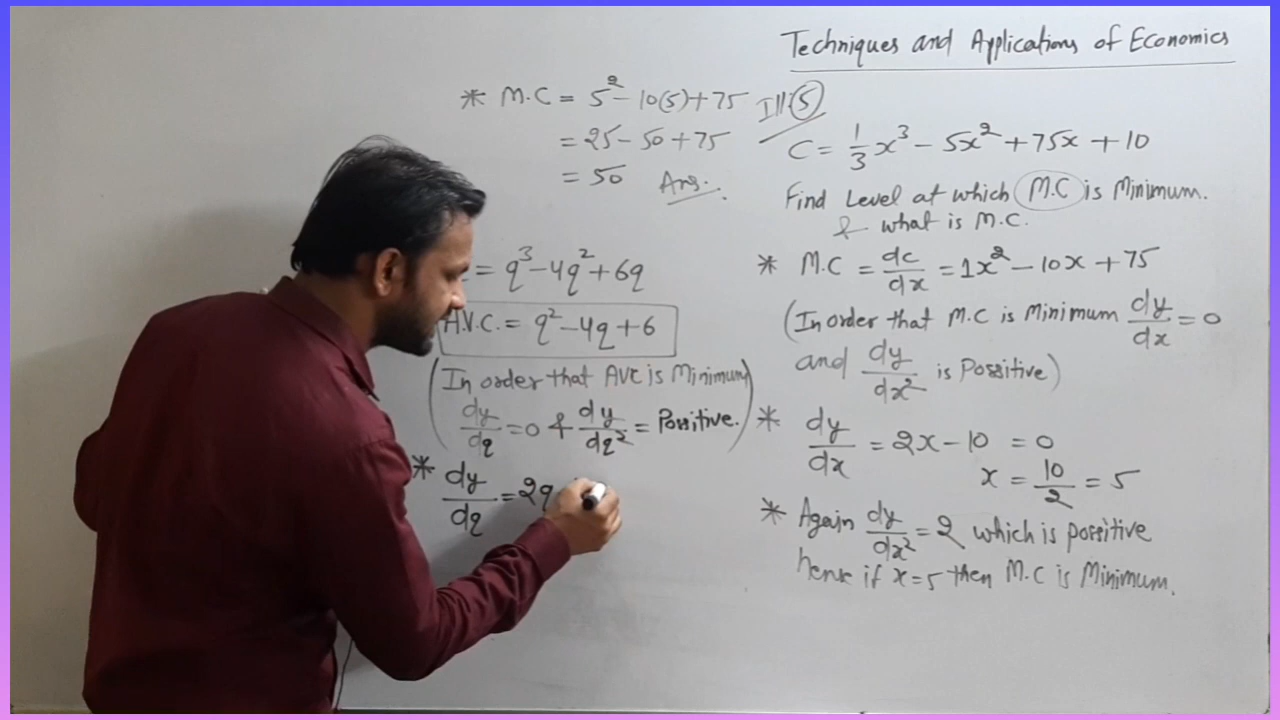 Techniques and Applications of Economics
Ill (5)
C = 1/3 x³ - 5x² + 75x + 10
Find Level at which M.C is Minimum.
& what is M.C.
* M.C = dc/dx = 1x² - 10x + 75
(In order that M.C is Minimum dy/dx = 0
and dy/dx² is Possitive)
* dy/dx = 2x - 10 = 0
x = 10/2 = 5
* Again dy/dx² = 2 which is possitive
hence if x = 5 then M.C is Minimum.
* M.C = 5² - 10(5) + 75
= 25 - 50 + 75
= 50 Ans.
= q³ - 4q² + 6q
A.V.C. = q² - 4q + 6
(In order that AVC is Minimum
dy/dq = 0 & dy/dq² = Possitive.)
* dy/dq = 2q